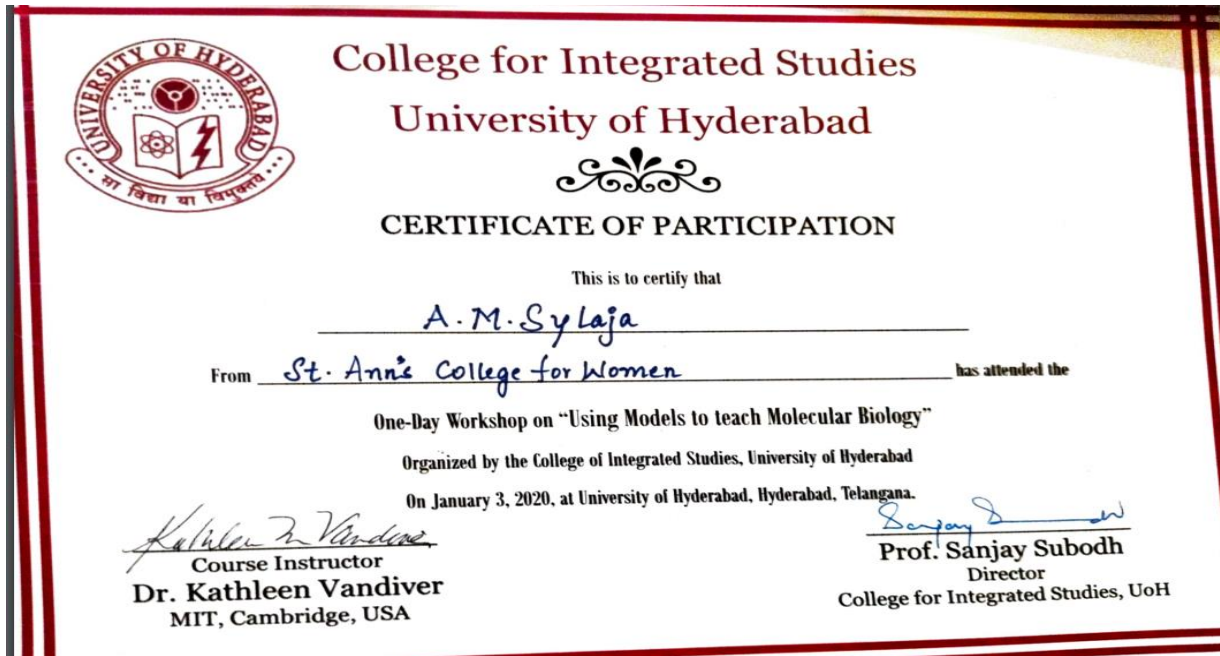 UNIVERSITY OF HYDERABAD
सा विद्या या विमुक्तये
College for Integrated Studies
University of Hyderabad
CERTIFICATE OF PARTICIPATION
This is to certify that
A.M.Sylaja
From St. Ann's College for Women has attended the
One-Day Workshop on “Using Models to teach Molecular Biology”
Organized by the College of Integrated Studies, University of Hyderabad
On January 3, 2020, at University of Hyderabad, Hyderabad, Telangana.
Kathleen M Vandiver
Course Instructor
Dr. Kathleen Vandiver
MIT, Cambridge, USA
Sanjay S
Prof. Sanjay Subodh
Director
College for Integrated Studies, UoH